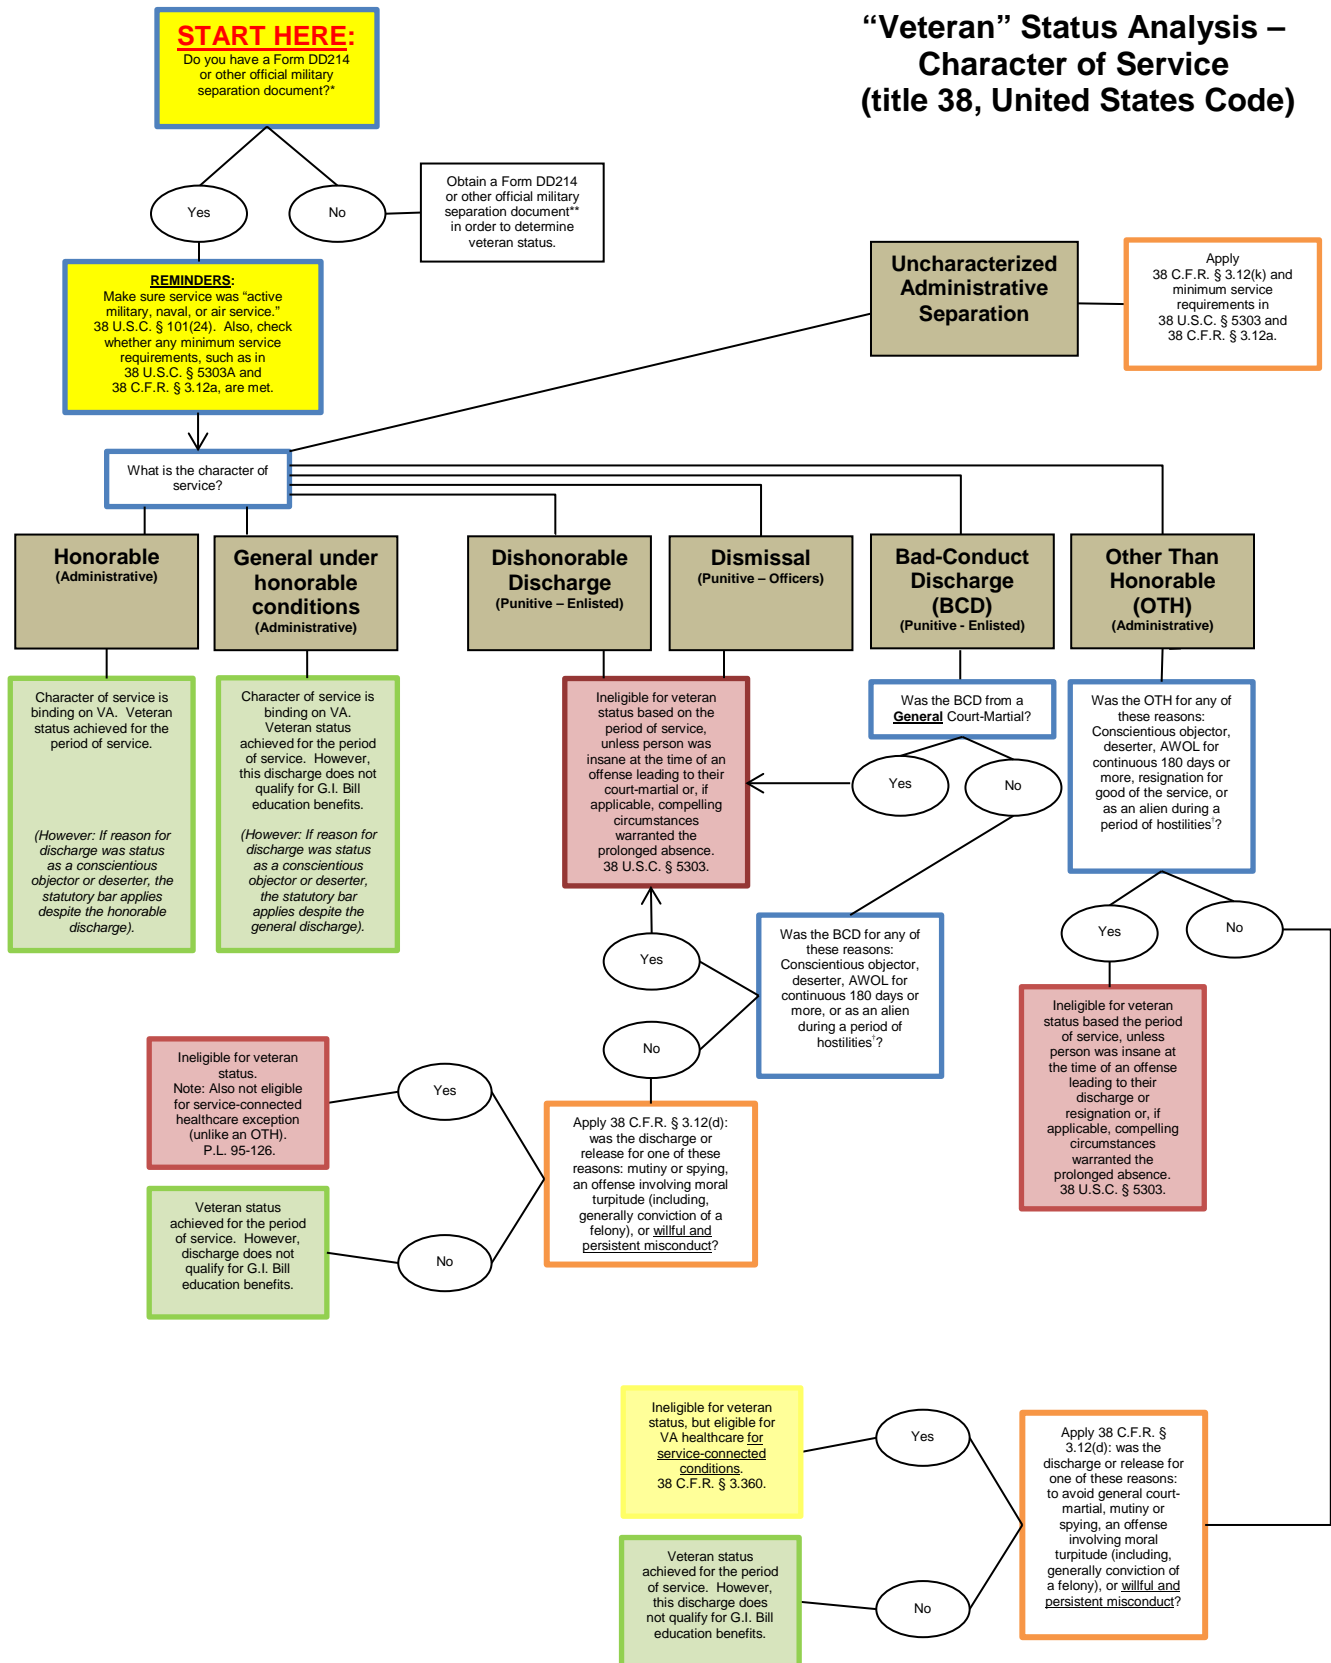 “Veteran” Status Analysis –
Character of Service
(title 38, United States Code)
START HERE:
Do you have a Form DD214
or other official military
separation document?*
Yes
No
Obtain a Form DD214
or other official military
separation document**
in order to determine
veteran status.
REMINDERS:
Make sure service was “active
military, naval, or air service.”
38 U.S.C. § 101(24). Also, check
whether any minimum service
requirements, such as in
38 U.S.C. § 5303A and
38 C.F.R. § 3.12a, are met.
Uncharacterized
Administrative
Separation
Apply
38 C.F.R. § 3.12(k) and
minimum service
requirements in
38 U.S.C. § 5303 and
38 C.F.R. § 3.12a.
What is the character of
service?
Honorable
(Administrative)
General under
honorable
conditions
(Administrative)
Dishonorable
Discharge
(Punitive – Enlisted)
Dismissal
(Punitive – Officers)
Bad-Conduct
Discharge
(BCD)
(Punitive - Enlisted)
Other Than
Honorable
(OTH)
(Administrative)
Character of service is
binding on VA. Veteran
status achieved for the
period of service.
(However: If reason for
discharge was status
as a conscientious
objector or deserter, the
statutory bar applies
despite the honorable
discharge).
Character of service is
binding on VA.
Veteran status
achieved for the period
of service. However,
this discharge does not
qualify for G.I. Bill
education benefits.
(However: If reason for
discharge was status
as a conscientious
objector or deserter,
the statutory bar
applies despite the
general discharge).
Ineligible for veteran
status based on the
period of service,
unless person was
insane at the time of an
offense leading to their
court-martial or, if
applicable, compelling
circumstances
warranted the
prolonged absence.
38 U.S.C. § 5303.
Was the BCD from a
General Court-Martial?
Yes
No
Was the OTH for any of
these reasons:
Conscientious objector,
deserter, AWOL for
continuous 180 days or
more, resignation for
good of the service, or
as an alien during a
period of hostilities†?
Yes
No
Was the BCD for any of
these reasons:
Conscientious objector,
deserter, AWOL for
continuous 180 days or
more, or as an alien
during a period of
hostilities†?
Yes
No
Ineligible for veteran
status based the period
of service, unless
person was insane at
the time of an offense
leading to their
discharge or
resignation or, if
applicable, compelling
circumstances
warranted the
prolonged absence.
38 U.S.C. § 5303.
Ineligible for veteran
status.
Note: Also not eligible
for service-connected
healthcare exception
(unlike an OTH).
P.L. 95-126.
Yes
Apply 38 C.F.R. § 3.12(d):
was the discharge or
release for one of these
reasons: mutiny or spying,
an offense involving moral
turpitude (including,
generally conviction of a
felony), or willful and
persistent misconduct?
Veteran status
achieved for the period
of service. However,
discharge does not
qualify for G.I. Bill
education benefits.
No
Ineligible for veteran
status, but eligible for
VA healthcare for
service-connected
conditions.
38 C.F.R. § 3.360.
Yes
Apply 38 C.F.R. §
3.12(d): was the
discharge or release for
one of these reasons:
to avoid general court-
martial, mutiny or
spying, an offense
involving moral
turpitude (including,
generally conviction of
a felony), or willful and
persistent misconduct?
Veteran status
achieved for the period
of service. However,
this discharge does
not qualify for G.I. Bill
education benefits.
No